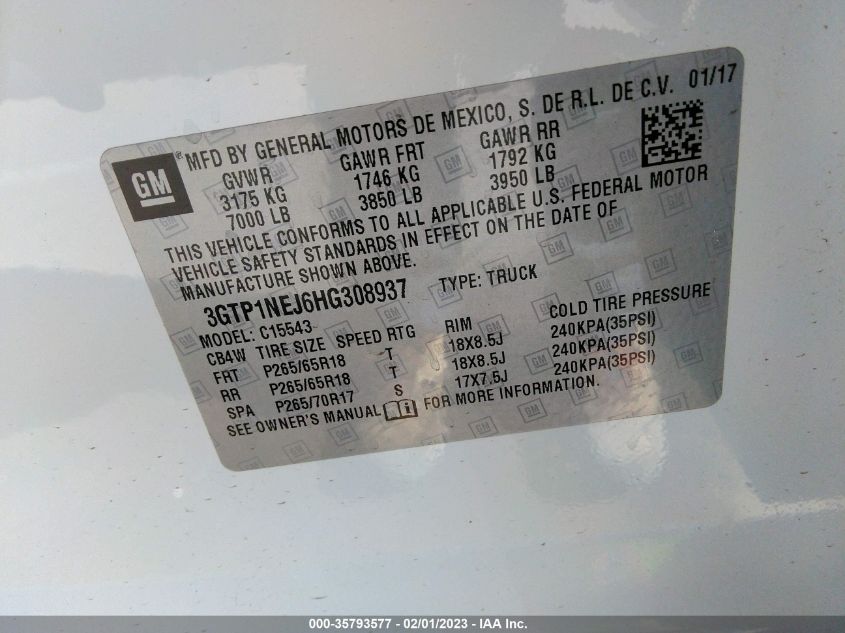 GM ® MFD BY GENERAL MOTORS DE MEXICO, S. DE R.L. DE C.V. 01/17
GVWR GAWR FRT GAWR RR
3175 KG 1746 KG 1792 KG
7000 LB 3850 LB 3950 LB
THIS VEHICLE CONFORMS TO ALL APPLICABLE U.S. FEDERAL MOTOR
VEHICLE SAFETY STANDARDS IN EFFECT ON THE DATE OF
MANUFACTURE SHOWN ABOVE.
3GTP1NEJ6HG308937 TYPE: TRUCK
MODEL: C15543
CB4W TIRE SIZE SPEED RTG RIM COLD TIRE PRESSURE
FRT P265/65R18 T 18X8.5J 240KPA(35PSI)
RR P265/65R18 T 18X8.5J 240KPA(35PSI)
SPA P265/70R17 S 17X7.5J 240KPA(35PSI)
SEE OWNER'S MANUAL FOR MORE INFORMATION.
000-35793577 - 02/01/2023 - IAA Inc.